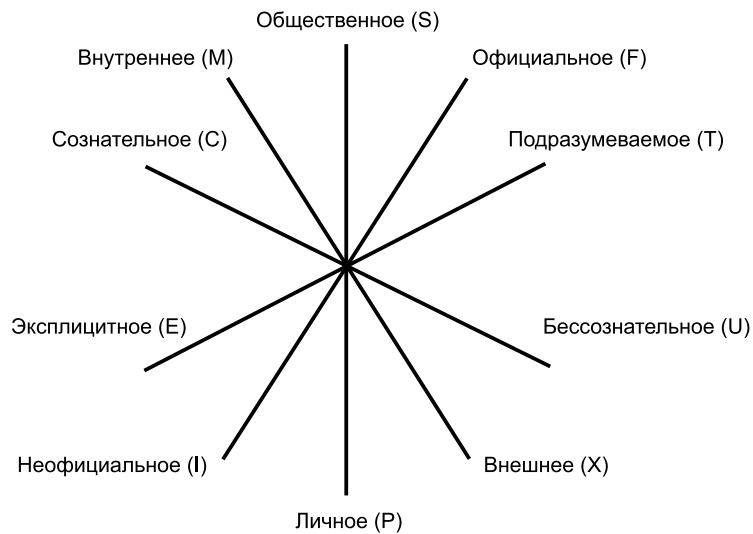 Общественное (S)
Внутреннее (M)
Официальное (F)
Сознательное (C)
Подразумеваемое (T)
Эксплицитное (E)
Бессознательное (U)
Неофициальное (I)
Внешнее (X)
Личное (P)